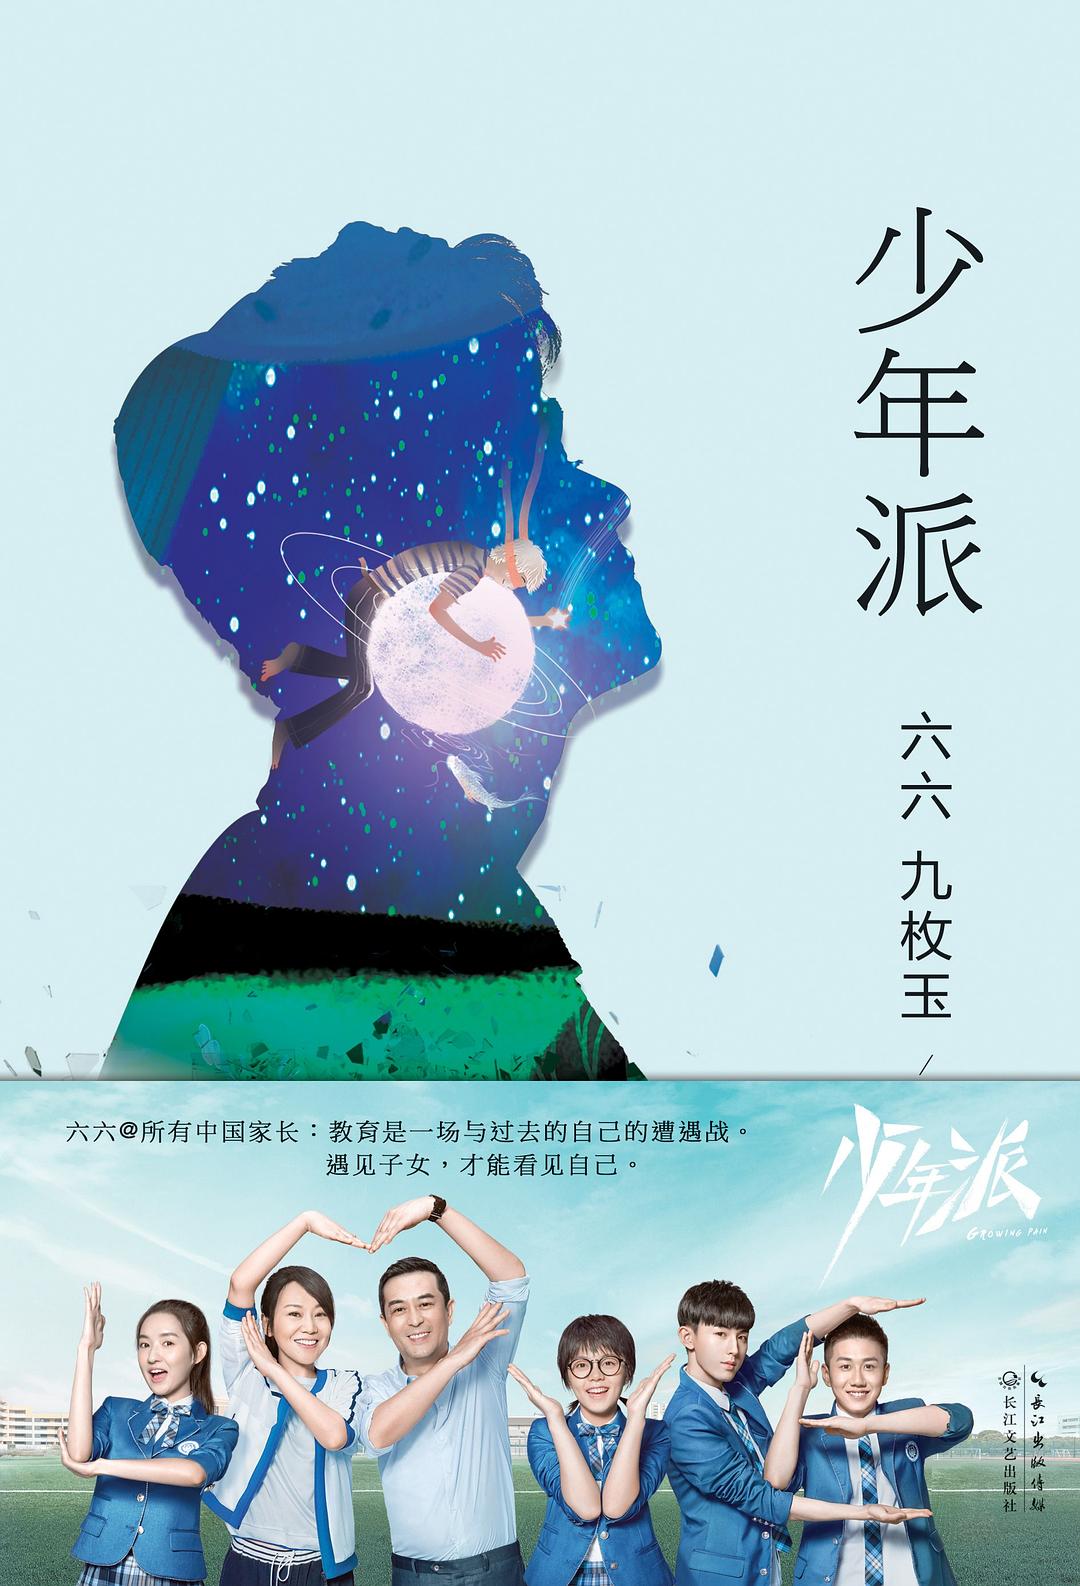 少年派
六六 九枚玉
/
六六@所有中国家长：教育是一场与过去的自己的遭遇战。
遇见子女，才能看见自己。
少年派
GROWING PAIN
長江出版傳媒
长江文艺出版社